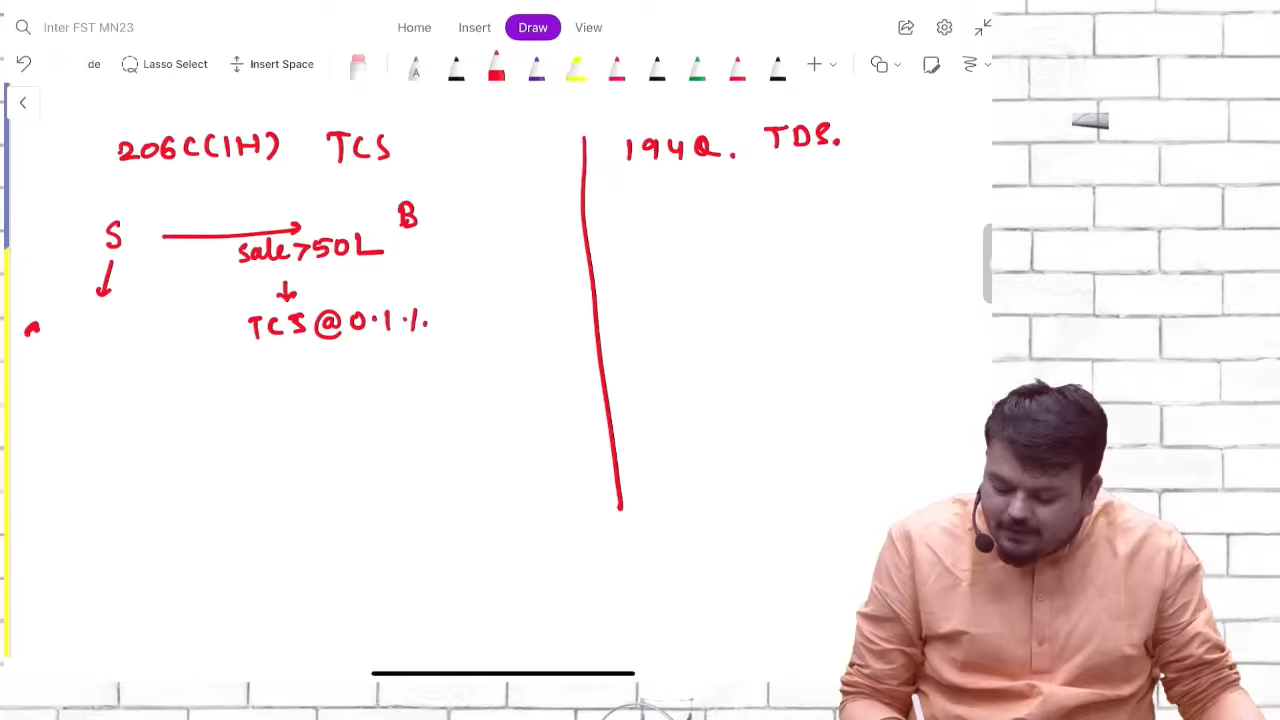 Inter FST MN23
Home Insert Draw View
de Lasso Select Insert Space
A
206C(1H) TCS
194Q. TDS.
S B
sale>50L
TCS@0.1%.